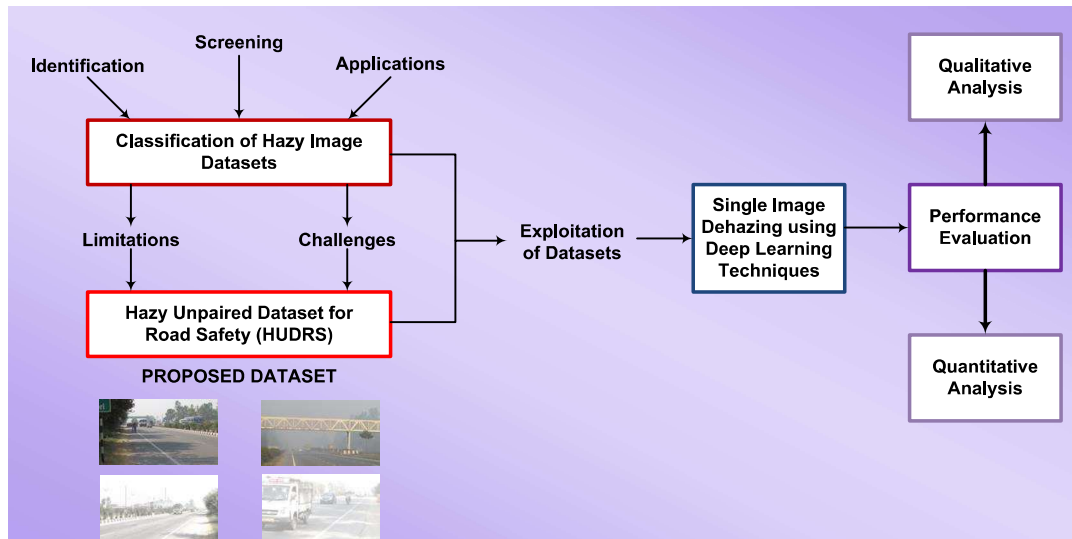 Identification
Screening
Applications
Classification of Hazy Image
Datasets
Limitations
Challenges
Hazy Unpaired Dataset for
Road Safety (HUDRS)
PROPOSED DATASET
Exploitation
of Datasets
Single Image
Dehazing using
Deep Learning
Techniques
Performance
Evaluation
Qualitative
Analysis
Quantitative
Analysis